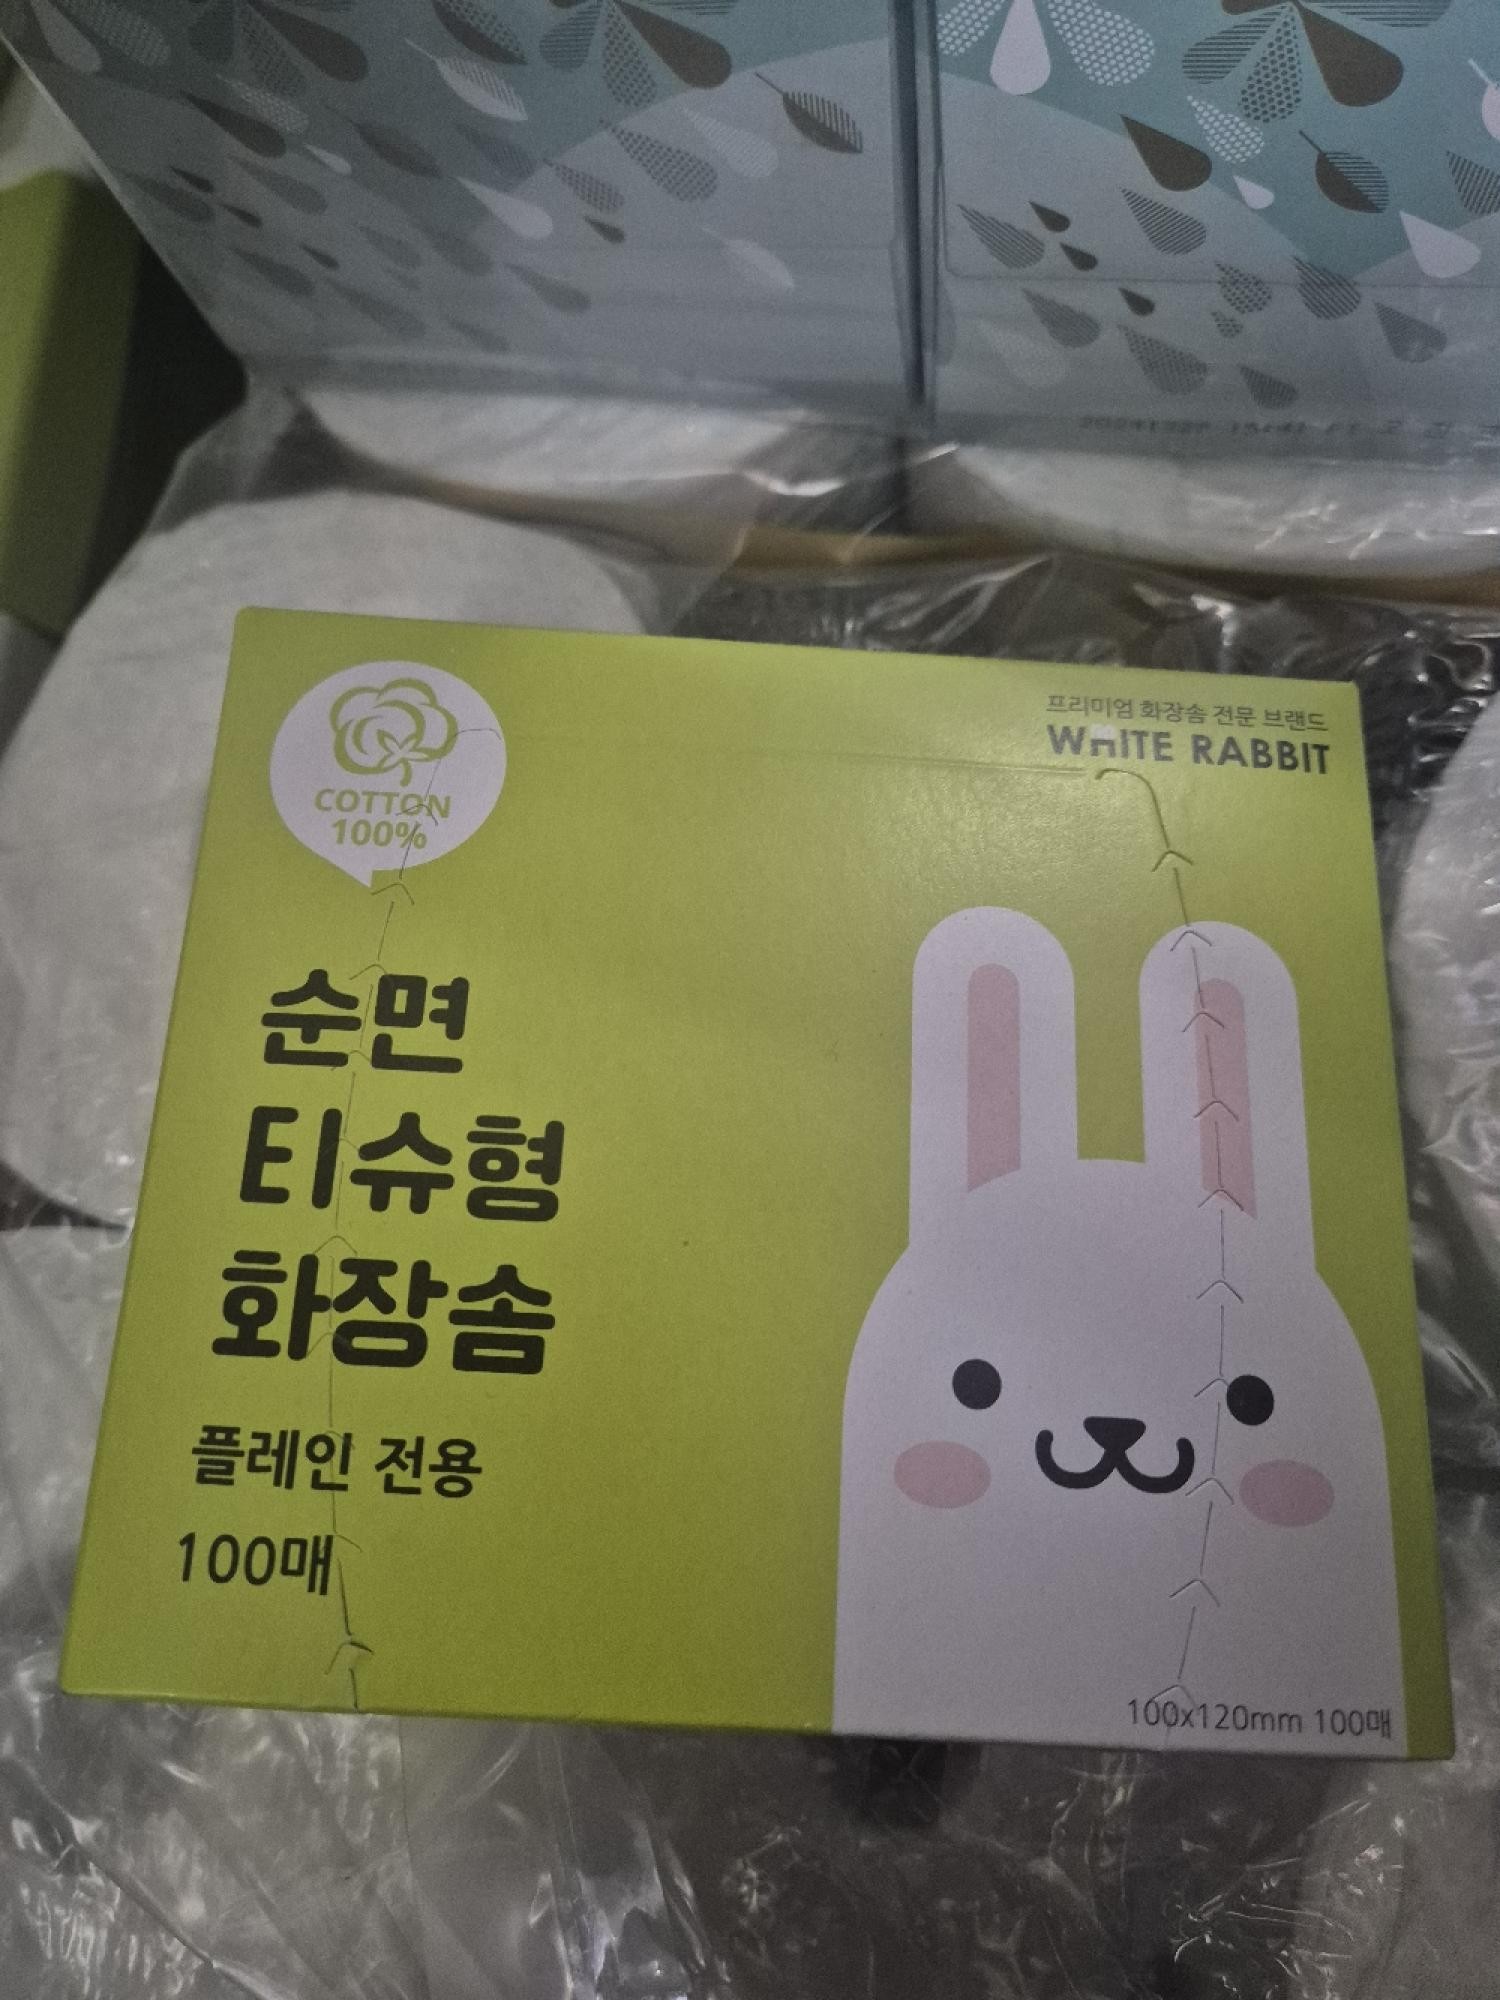 프리미엄 화장솜 전문 브랜드
WHITE RABBIT
COTTON
100%
순면
티슈형
화장솜
플레인 전용
100매
100x120mm 100매